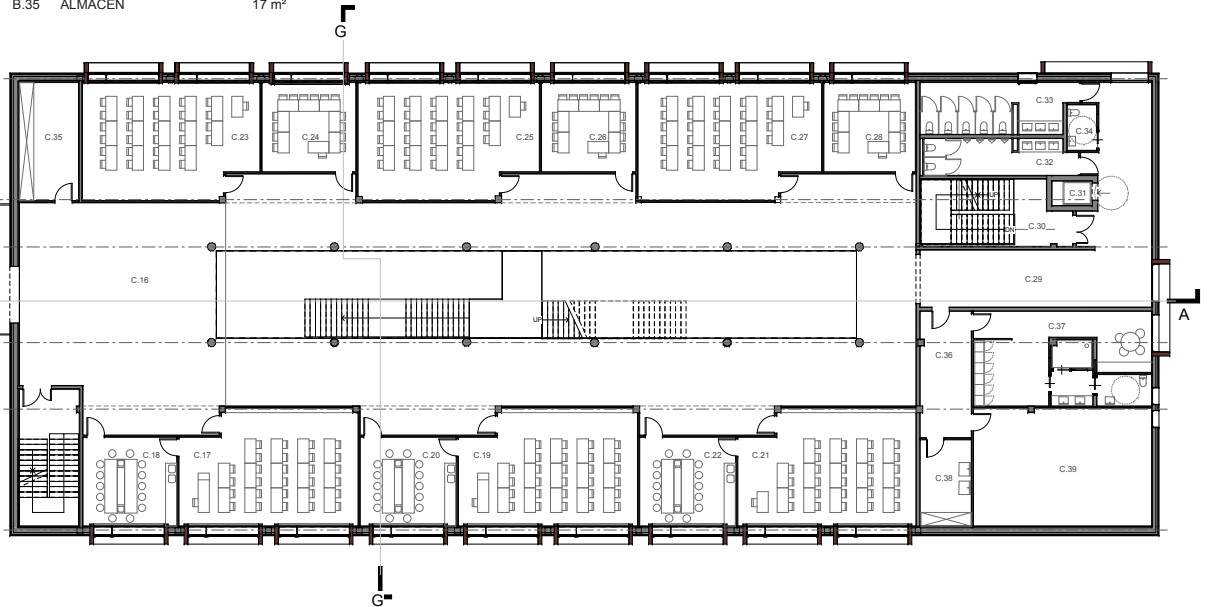 B.35 ALMACÉN 17 m²
G
C.33
C.35 C.23 C.24 C.25 C.26 C.27 C.28 C.34
C.32
UP C.31
C.30
DN
C.16 C.29
A
UP
C.37
C.36
C.18 C.17 C.20 C.19 C.22 C.21
C.39
C.38
G